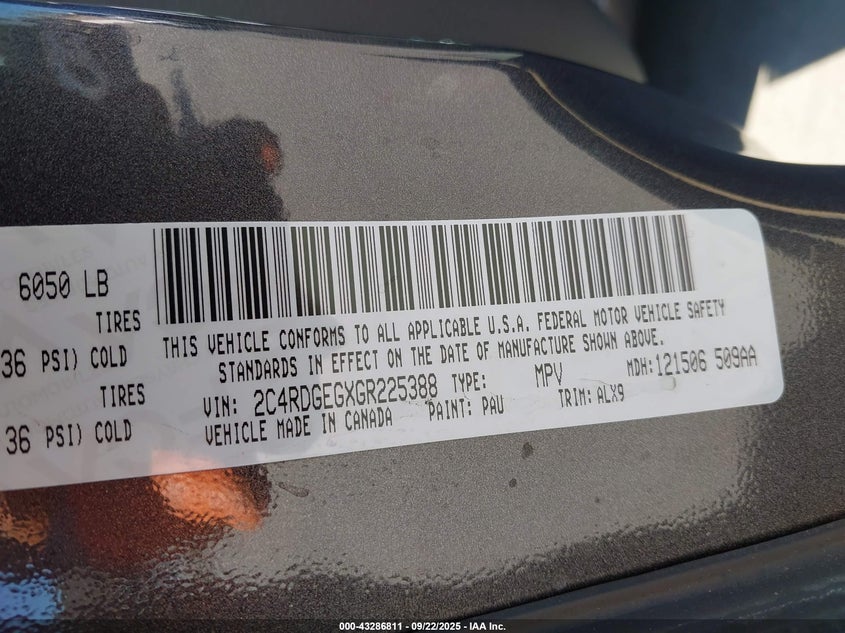 6050 LB
TIRES
36 PSI) COLD
TIRES
36 PSI) COLD
THIS VEHICLE CONFORMS TO ALL APPLICABLE U.S.A. FEDERAL MOTOR VEHICLE SAFETY
STANDARDS IN EFFECT ON THE DATE OF MANUFACTURE SHOWN ABOVE.
VIN: 2C4RDGEGXGR225388 TYPE: MPV MDH:121506 509AA
VEHICLE MADE IN CANADA PAINT: PAU TRIM: ALX9
000-43286811 - 09/22/2025 - IAA Inc.